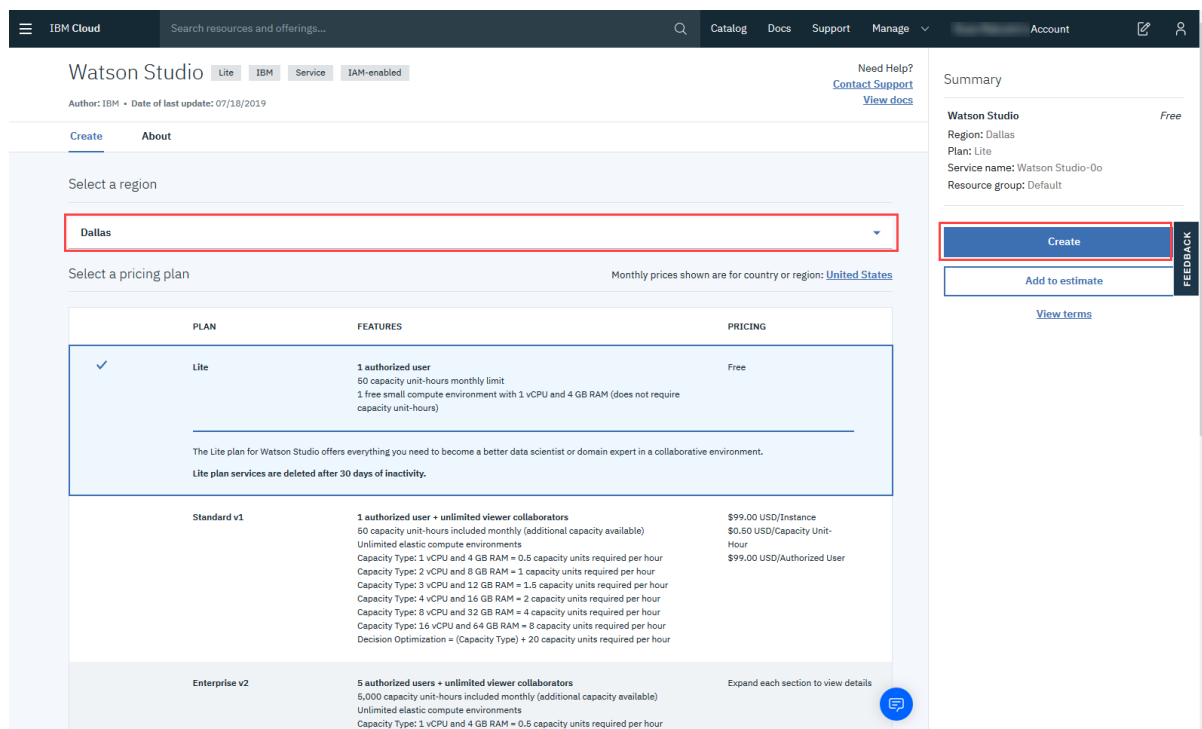 IBM Cloud
Search resources and offerings...
Catalog Docs Support Manage Account
Watson Studio Lite IBM Service IAM-enabled
Author: IBM • Date of last update: 07/18/2019
Need Help?
Contact Support
View docs
Create About
Select a region
Dallas
Select a pricing plan
Monthly prices shown are for country or region: United States
PLAN FEATURES PRICING
Lite
1 authorized user
50 capacity unit-hours monthly limit
1 free small compute environment with 1 vCPU and 4 GB RAM (does not require
capacity unit-hours)
Free
The Lite plan for Watson Studio offers everything you need to become a better data scientist or domain expert in a collaborative environment.
Lite plan services are deleted after 30 days of inactivity.
Standard v1
1 authorized user + unlimited viewer collaborators
50 capacity unit-hours included monthly (additional capacity available)
Unlimited elastic compute environments
Capacity Type: 1 vCPU and 4 GB RAM = 0.5 capacity units required per hour
Capacity Type: 2 vCPU and 8 GB RAM = 1 capacity units required per hour
Capacity Type: 3 vCPU and 12 GB RAM = 1.5 capacity units required per hour
Capacity Type: 4 vCPU and 16 GB RAM = 2 capacity units required per hour
Capacity Type: 8 vCPU and 32 GB RAM = 4 capacity units required per hour
Capacity Type: 16 vCPU and 64 GB RAM = 8 capacity units required per hour
Decision Optimization = (Capacity Type) + 20 capacity units required per hour
$99.00 USD/Instance
$0.50 USD/Capacity Unit-
Hour
$99.00 USD/Authorized User
Enterprise v2
5 authorized users + unlimited viewer collaborators
5,000 capacity unit-hours included monthly (additional capacity available)
Unlimited elastic compute environments
Capacity Type: 1 vCPU and 4 GB RAM = 0.5 capacity units required per hour
Expand each section to view details
Summary
Watson Studio Free
Region: Dallas
Plan: Lite
Service name: Watson Studio-0o
Resource group: Default
Create
Add to estimate
View terms
FEEDBACK